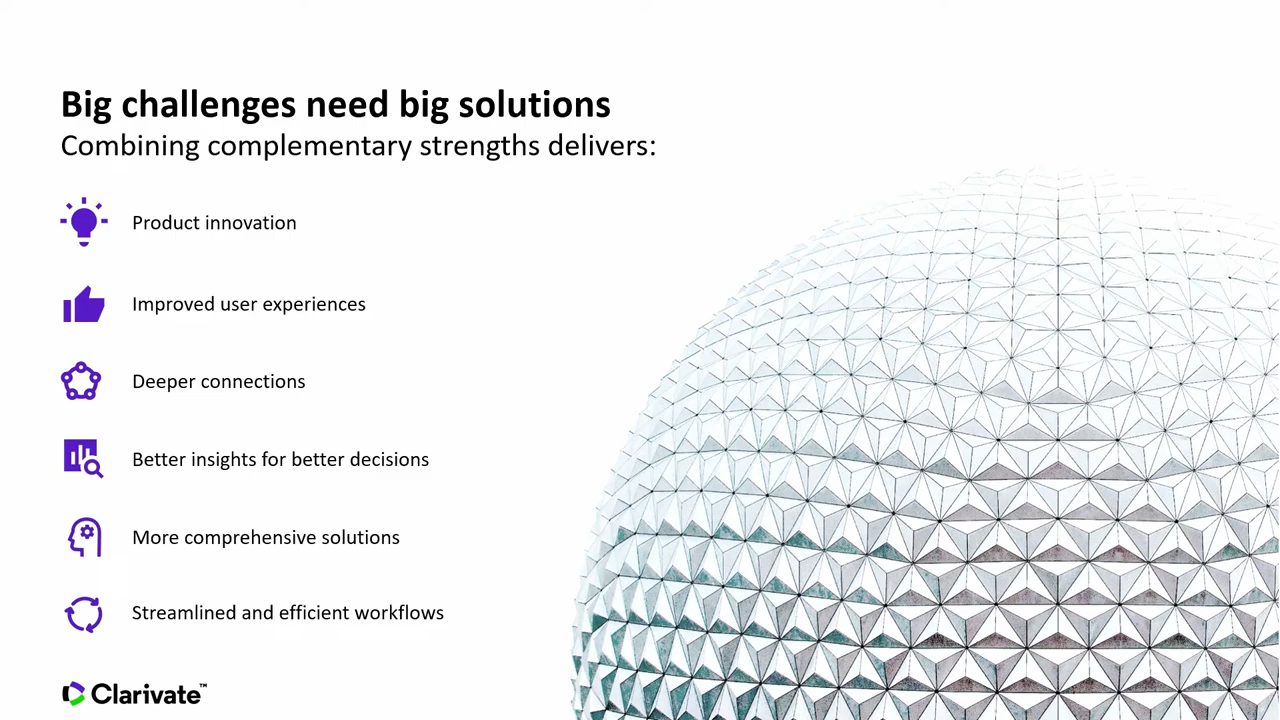 Big challenges need big solutions
Combining complementary strengths delivers:
Product innovation
Improved user experiences
Deeper connections
Better insights for better decisions
More comprehensive solutions
Streamlined and efficient workflows
Clarivate™